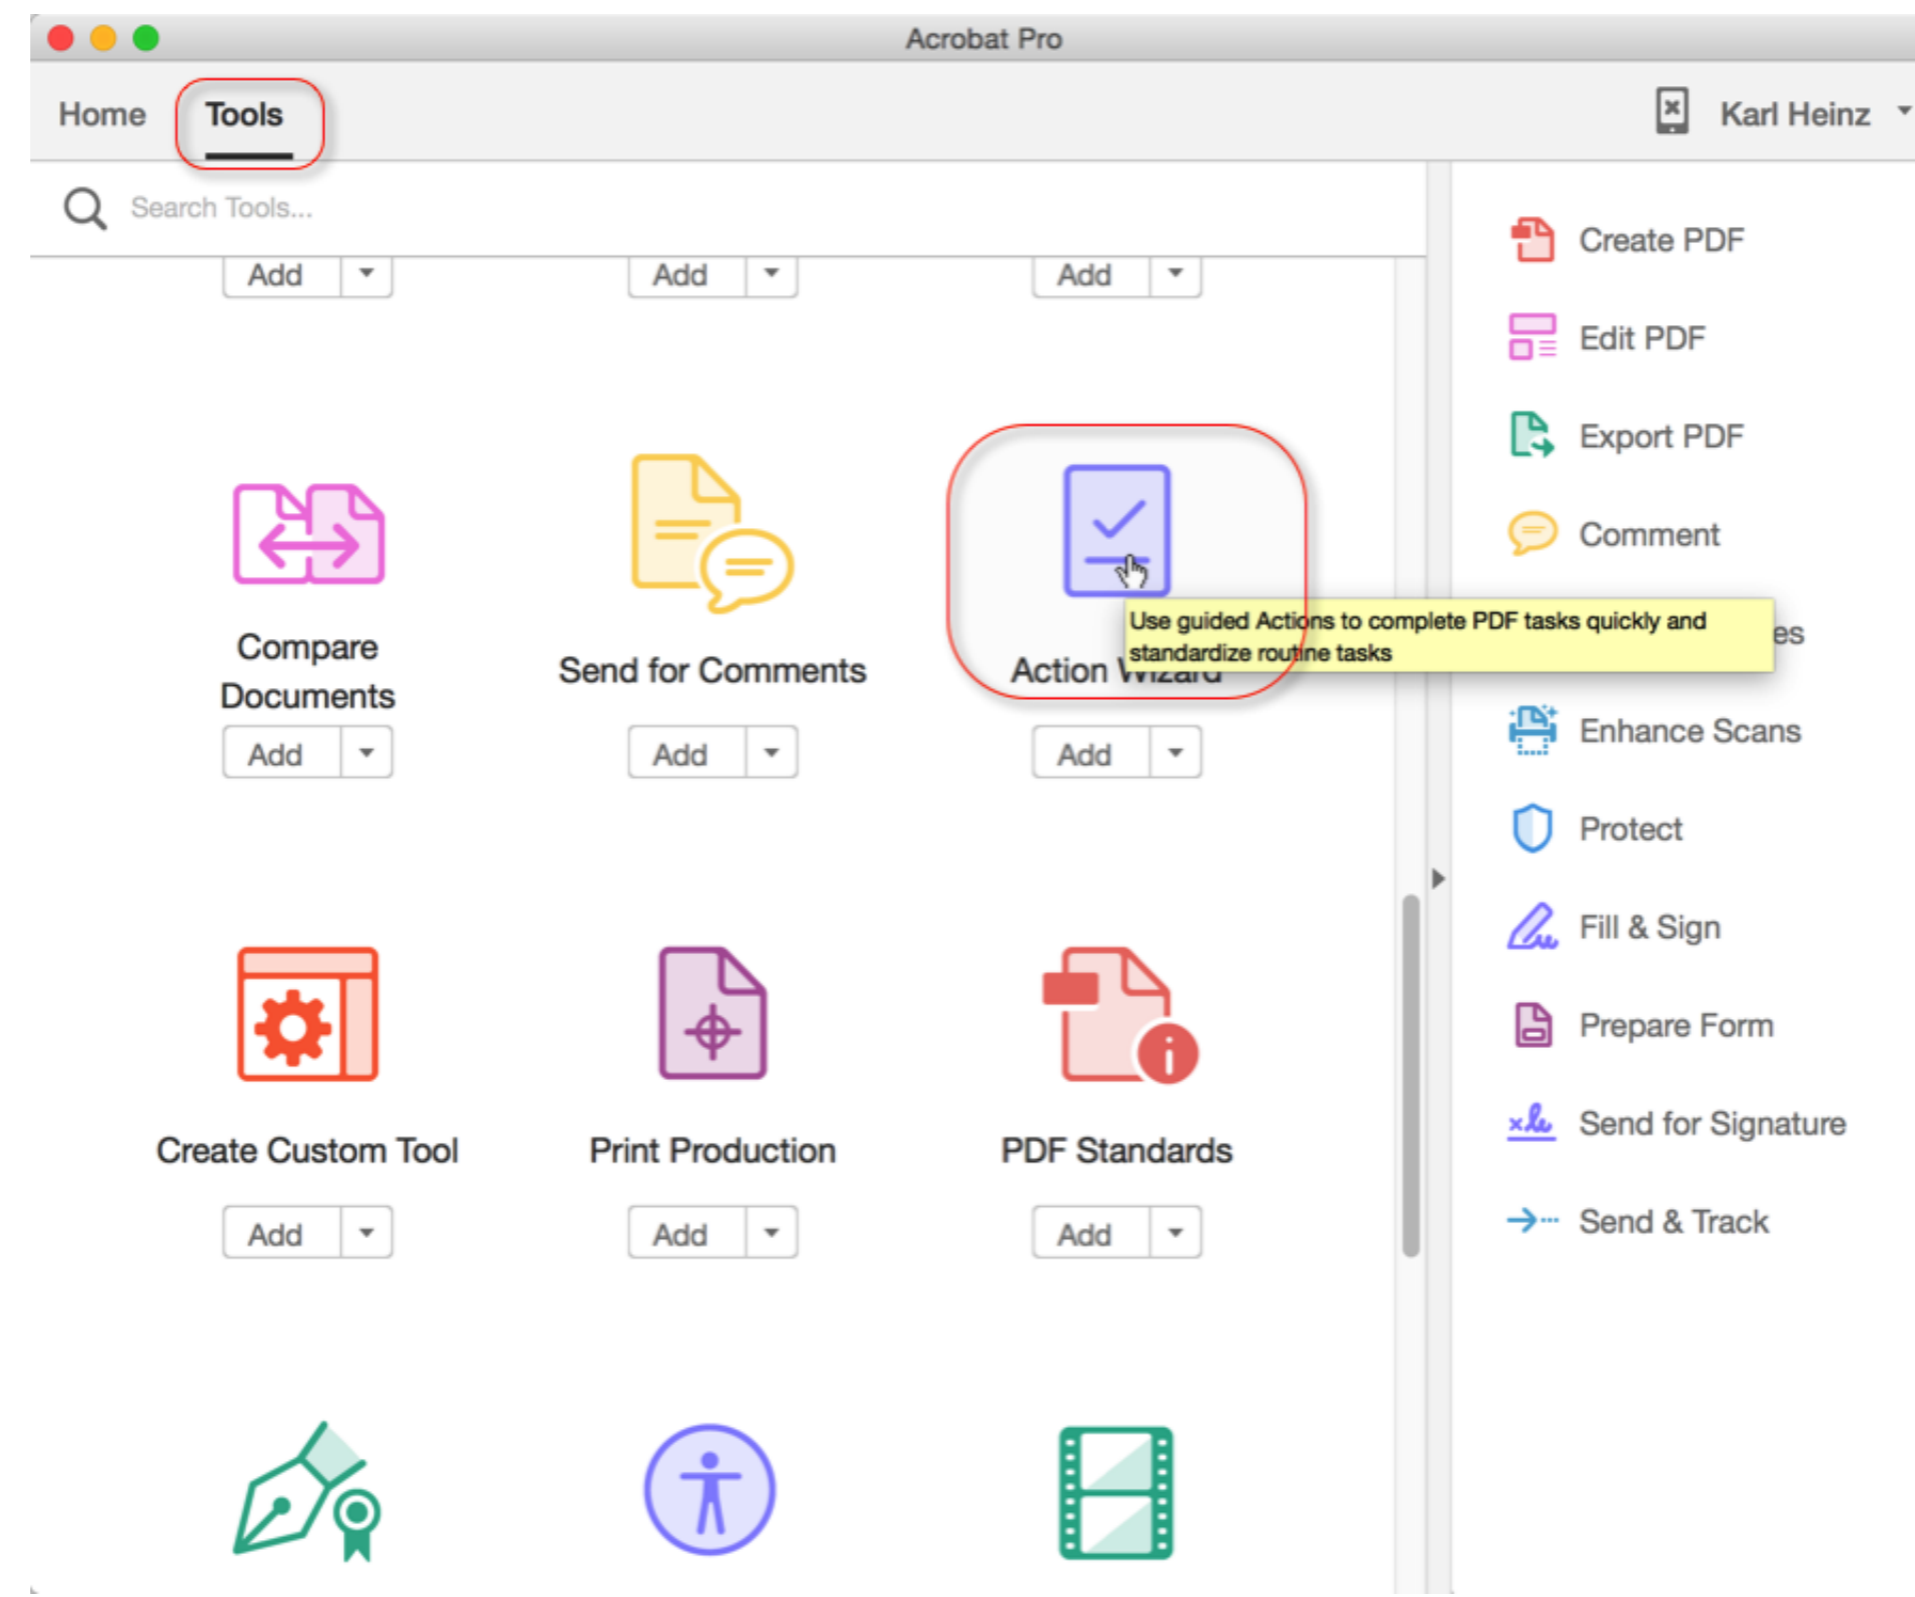 Acrobat Pro
Home
Tools
Karl Heinz
Search Tools...
Add
Add
Add
Compare
Documents
Add
Send for Comments
Add
Action Wizard
Add
Use guided Actions to complete PDF tasks quickly and
standardize routine tasks
Create Custom Tool
Add
Print Production
Add
PDF Standards
Add
Create PDF
Edit PDF
Export PDF
Comment
es
Enhance Scans
Protect
Fill & Sign
Prepare Form
Send for Signature
Send & Track